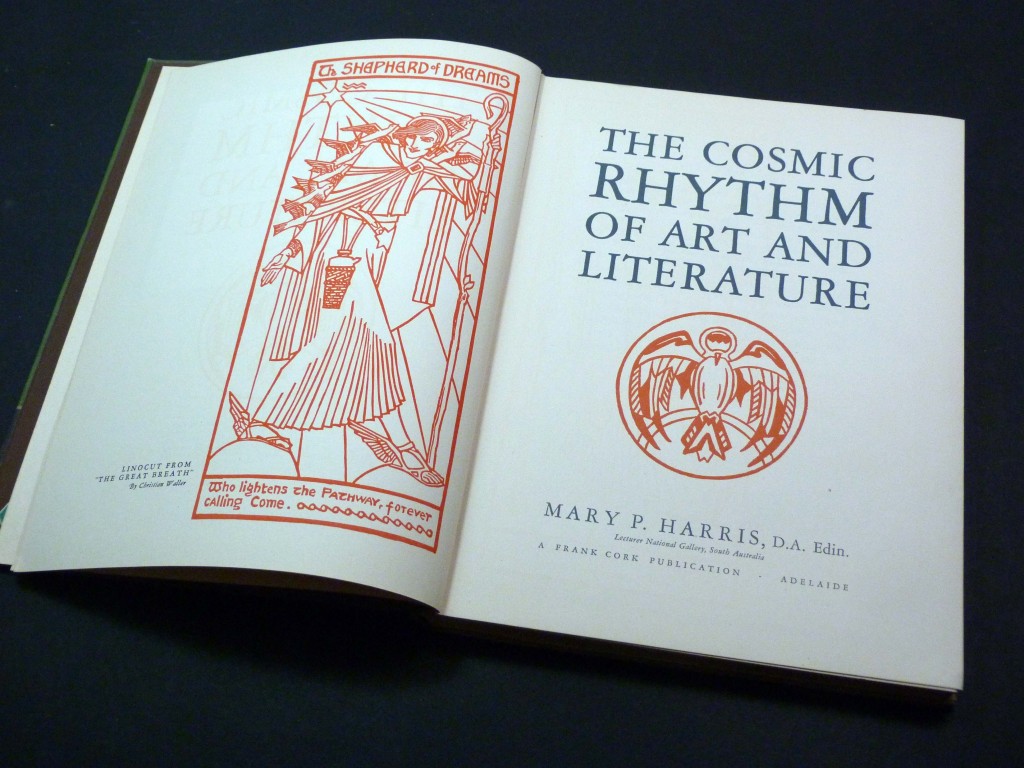 The SHEPHERD of DREAMS
LINOCUT FROM
"THE GREAT BREATH"
By Christian Waller
Who lightens the PATHWAY, forever
calling Come.
THE COSMIC
RHYTHM
OF ART AND
LITERATURE
MARY P. HARRIS, D.A. Edin.
Lecturer National Gallery, South Australia
A FRANK CORK PUBLICATION · ADELAIDE